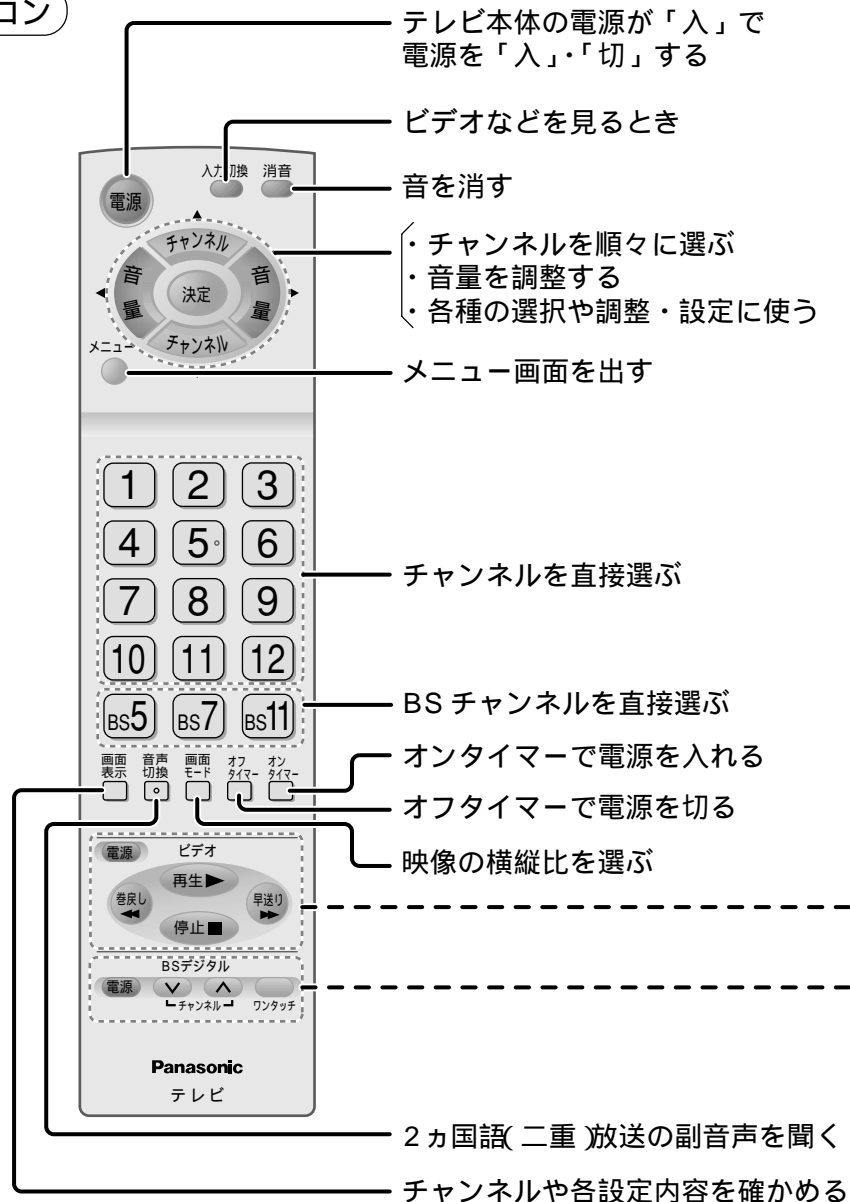 コン
テレビ本体の電源が「入」で
電源を「入」・「切」する
ビデオなどを見るとき
入力切換 消音
電源
音を消す
チャンネル
音量
決定
音量
チャンネル
・チャンネルを順々に選ぶ
・音量を調整する
・各種の選択や調整・設定に使う
メニュー
メニュー画面を出す
1 2 3
4 5 6
7 8 9
10 11 12
チャンネルを直接選ぶ
BS5 BS7 BS11
BS チャンネルを直接選ぶ
画面表示 音声切換 画面モード オフタイマー オンタイマー
オンタイマーで電源を入れる
オフタイマーで電源を切る
映像の横縦比を選ぶ
電源 ビデオ
再生▶
巻戻し◀◀ 早送り▶▶
停止■
BSデジタル
電源 ∨ ∧
チャンネル ワンタッチ
Panasonic
テレビ
2ヵ国語(二重)放送の副音声を聞く
チャンネルや各設定内容を確かめる